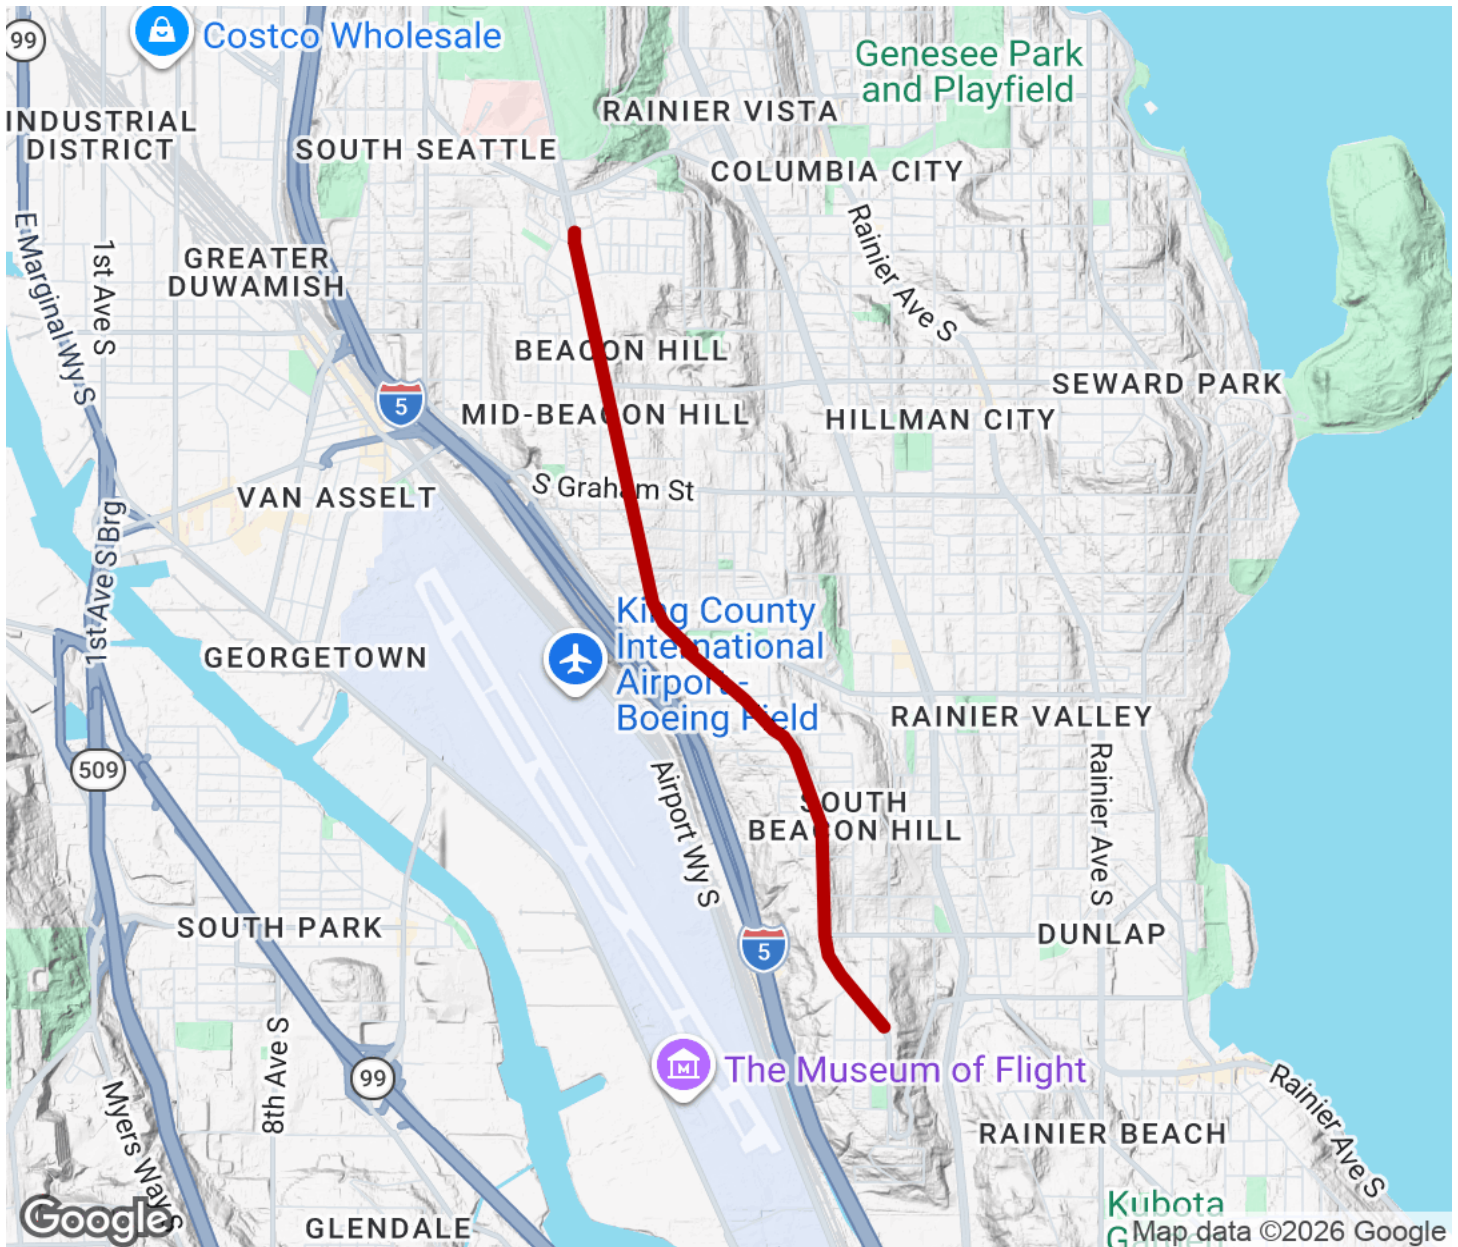 99
Costco Wholesale
Genesee Park
and Playfield
INDUSTRIAL
DISTRICT
RAINIER VISTA
SOUTH SEATTLE
COLUMBIA CITY
E Marginal Wy S
1st Ave S
GREATER
DUWAMISH
Rainier Ave S
BEACON HILL
SEWARD PARK
5
MID-BEACON HILL
HILLMAN CITY
S Graham St
VAN ASSELT
1st Ave S Brg
King County
International
Airport-
Boeing Field
GEORGETOWN
RAINIER VALLEY
509
Airport Wy S
Rainier Ave S
SOUTH
BEACON HILL
SOUTH PARK
DUNLAP
5
8th Ave S
The Museum of Flight
99
Myers Way S
Rainier Ave S
RAINIER BEACH
Kubota
Google
GLENDALE
Map data ©2026 Google